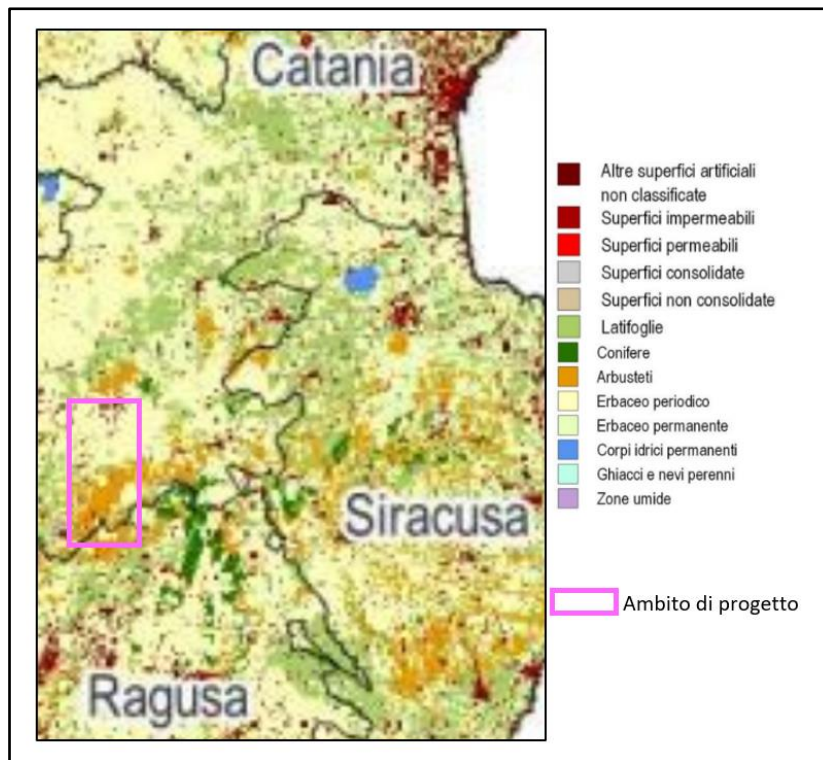 Catania
Siracusa
Ragusa
Altre superfici artificiali
non classificate
Superfici impermeabili
Superfici permeabili
Superfici consolidate
Superfici non consolidate
Latifoglie
Conifere
Arbusteti
Erbaceo periodico
Erbaceo permanente
Corpi idrici permanenti
Ghiacci e nevi perenni
Zone umide
Ambito di progetto